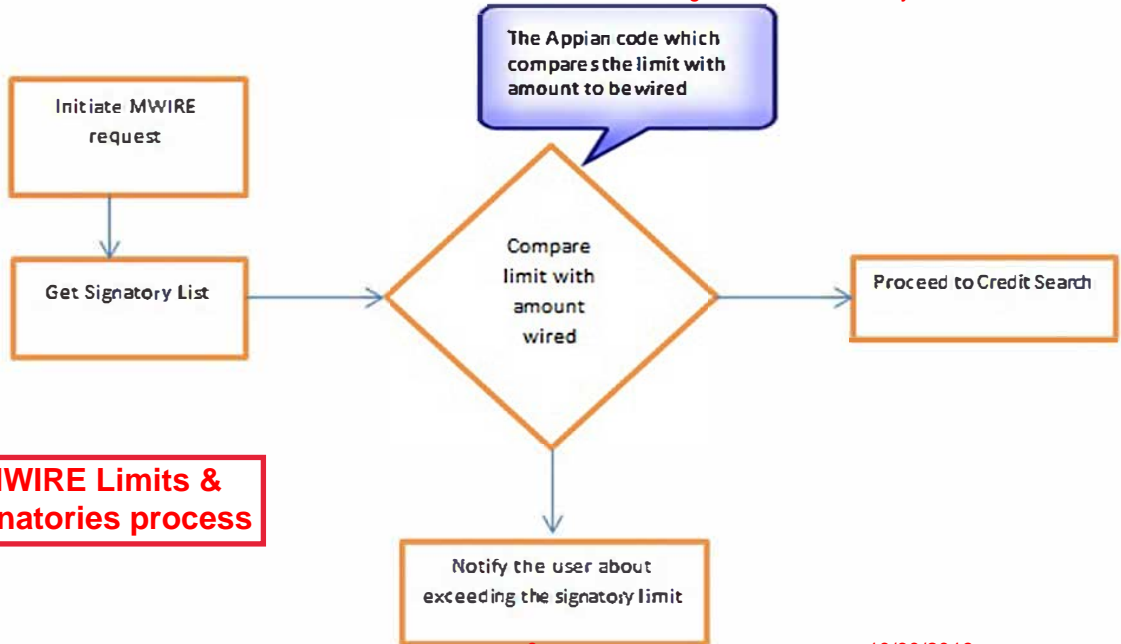 The Appian code which
compares the limit with
amount to be wired
Initiate MWIRE
request
Get Signatory List
Compare
limit with
amount
wired
Proceed to Credit Search
WIRE Limits &
natories process
Notify the user about
exceeding the signatory limit